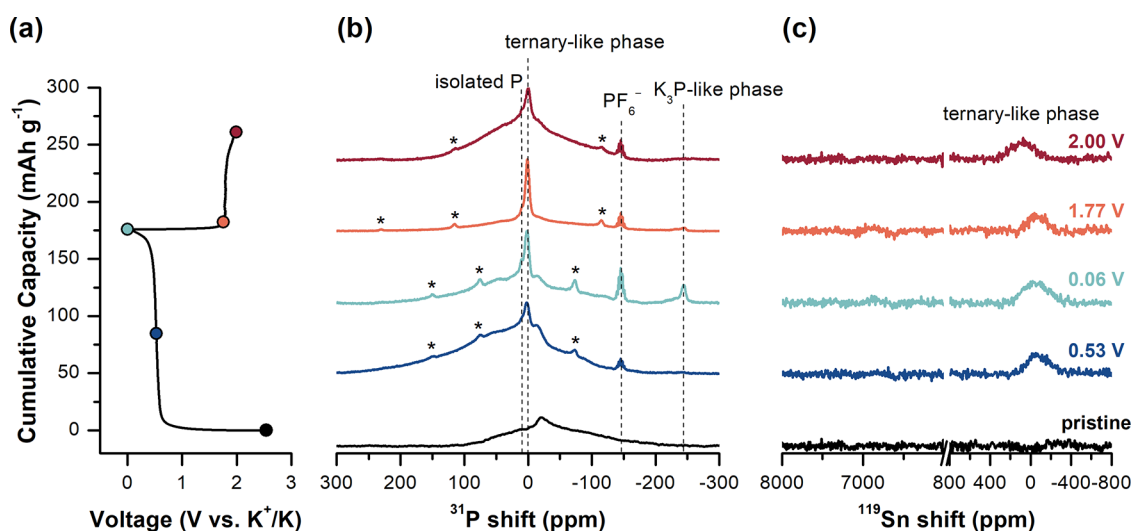 (a)
300
250
200
150
100
50
0
Cumulative Capacity (mAh g⁻¹)
0 1 2 3
Voltage (V vs. K⁺/K)
(b)
ternary-like phase
isolated P
PF₆⁻
K₃P-like phase
*
*
*
*
*
*
*
*
*
*
*
300 200 100 0 -100 -200 -300
³¹P shift (ppm)
(c)
ternary-like phase
2.00 V
1.77 V
0.06 V
0.53 V
pristine
8000 7000 800 400 0 -400 -800
¹¹⁹Sn shift (ppm)